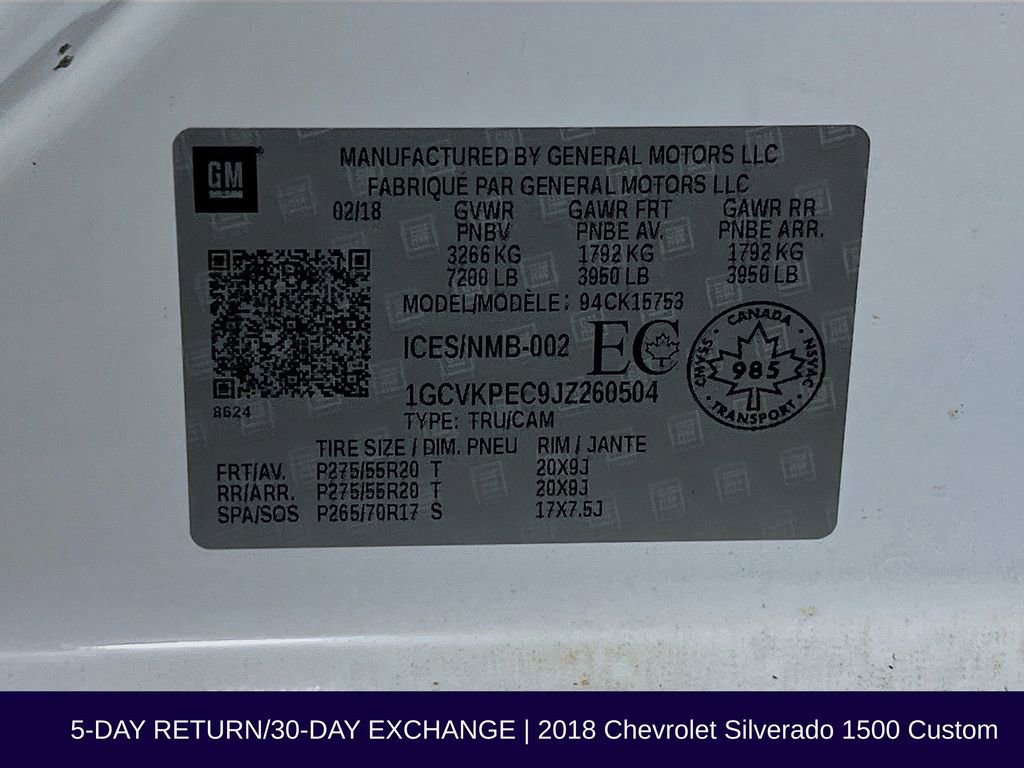 GM
MANUFACTURED BY GENERAL MOTORS LLC
FABRIQUÉ PAR GENERAL MOTORS LLC
02/18 GVWR GAWR FRT GAWR RR
PNBV PNBE AV. PNBE ARR.
3266 KG 1792 KG 1792 KG
7200 LB 3950 LB 3950 LB
MODEL/MODÈLE: 94CK15753
ICES/NMB-002 EC
CANADA
SVSM/NSVAC
985
TRANSPORT
1GCVKPEC9JZ260504
8624
TYPE: TRU/CAM
TIRE SIZE / DIM. PNEU RIM / JANTE
FRT/AV. P275/55R20 T 20X9J
RR/ARR. P275/55R20 T 20X9J
SPA/SOS P265/70R17 S 17X7.5J
5-DAY RETURN/30-DAY EXCHANGE | 2018 Chevrolet Silverado 1500 Custom